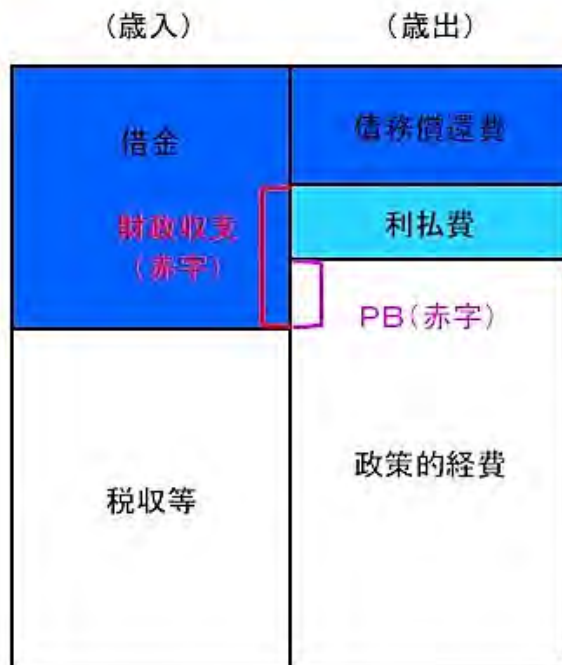 （歳入）
（歳出）
借金
債務償還費
財政収支
（赤字）
利払費
PB（赤字）
税収等
政策的経費